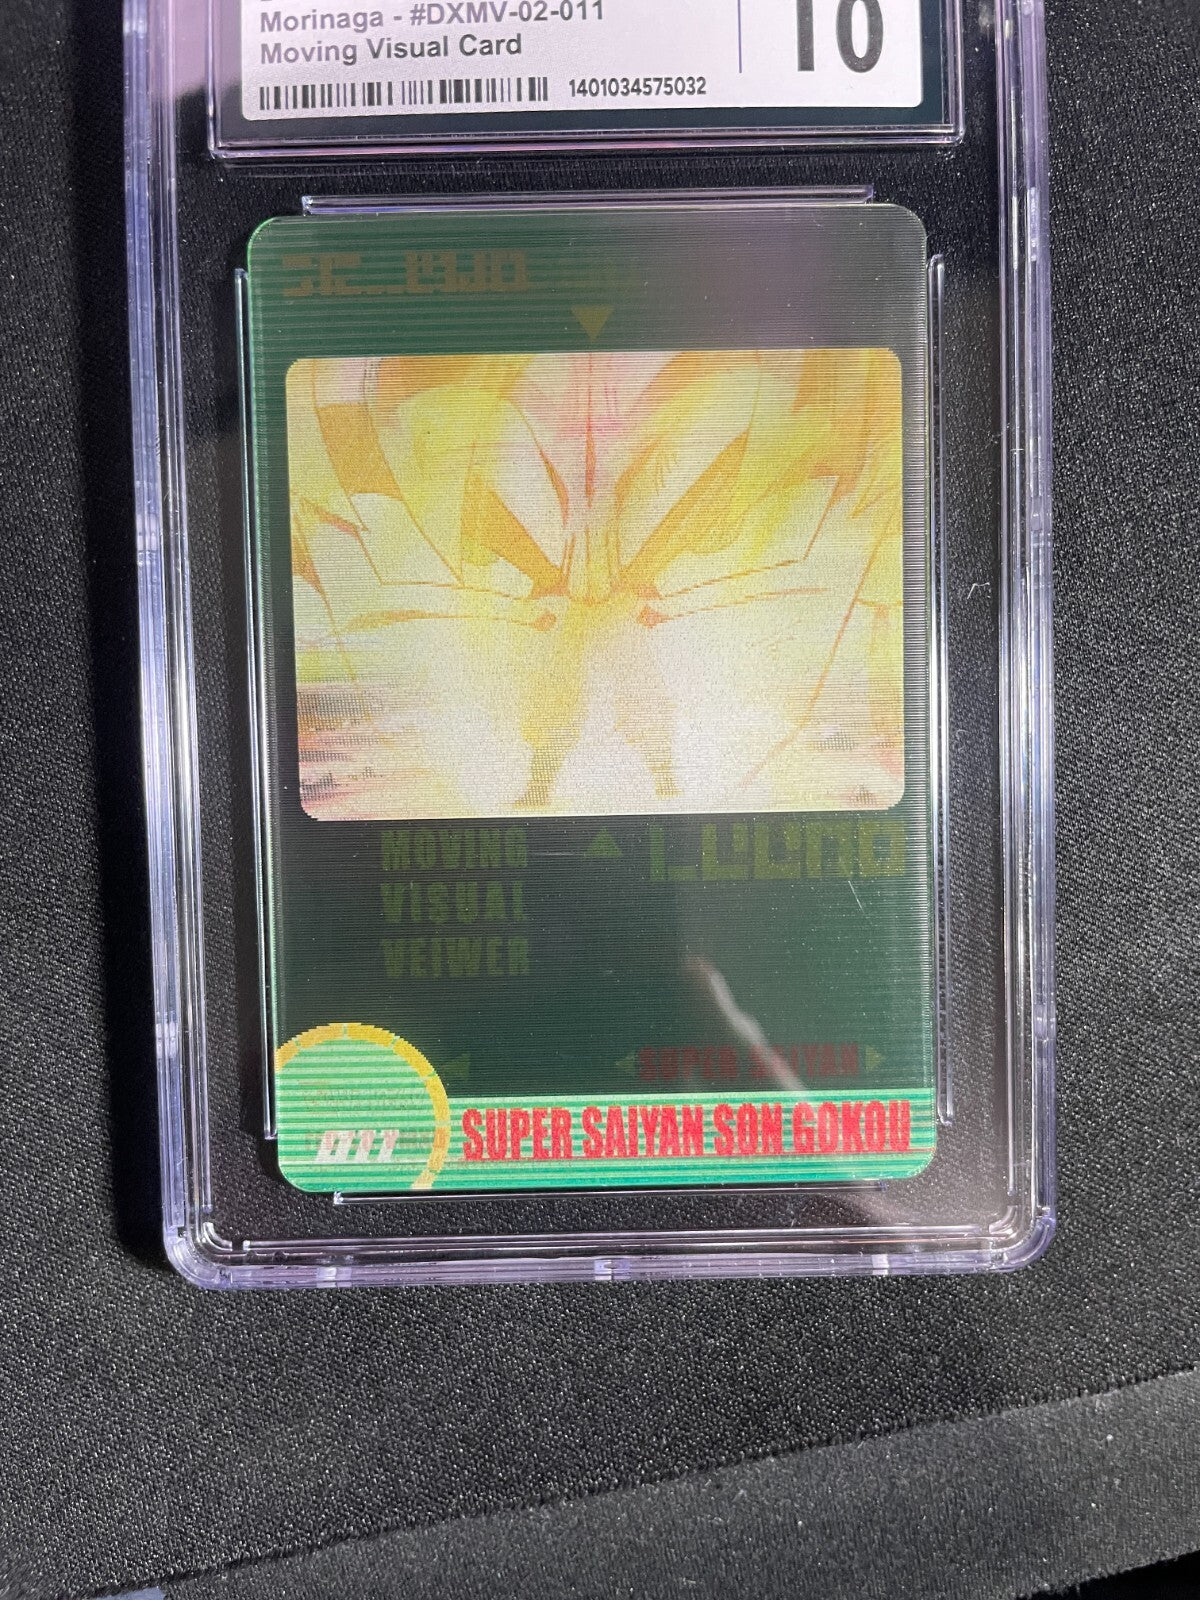 Morinaga - #DXMV-02-011
Moving Visual Card
10
1401034575032
MOVING
VISUAL
VEIWER
SUPER SAIYAN
011
SUPER SAIYAN SON GOKOU